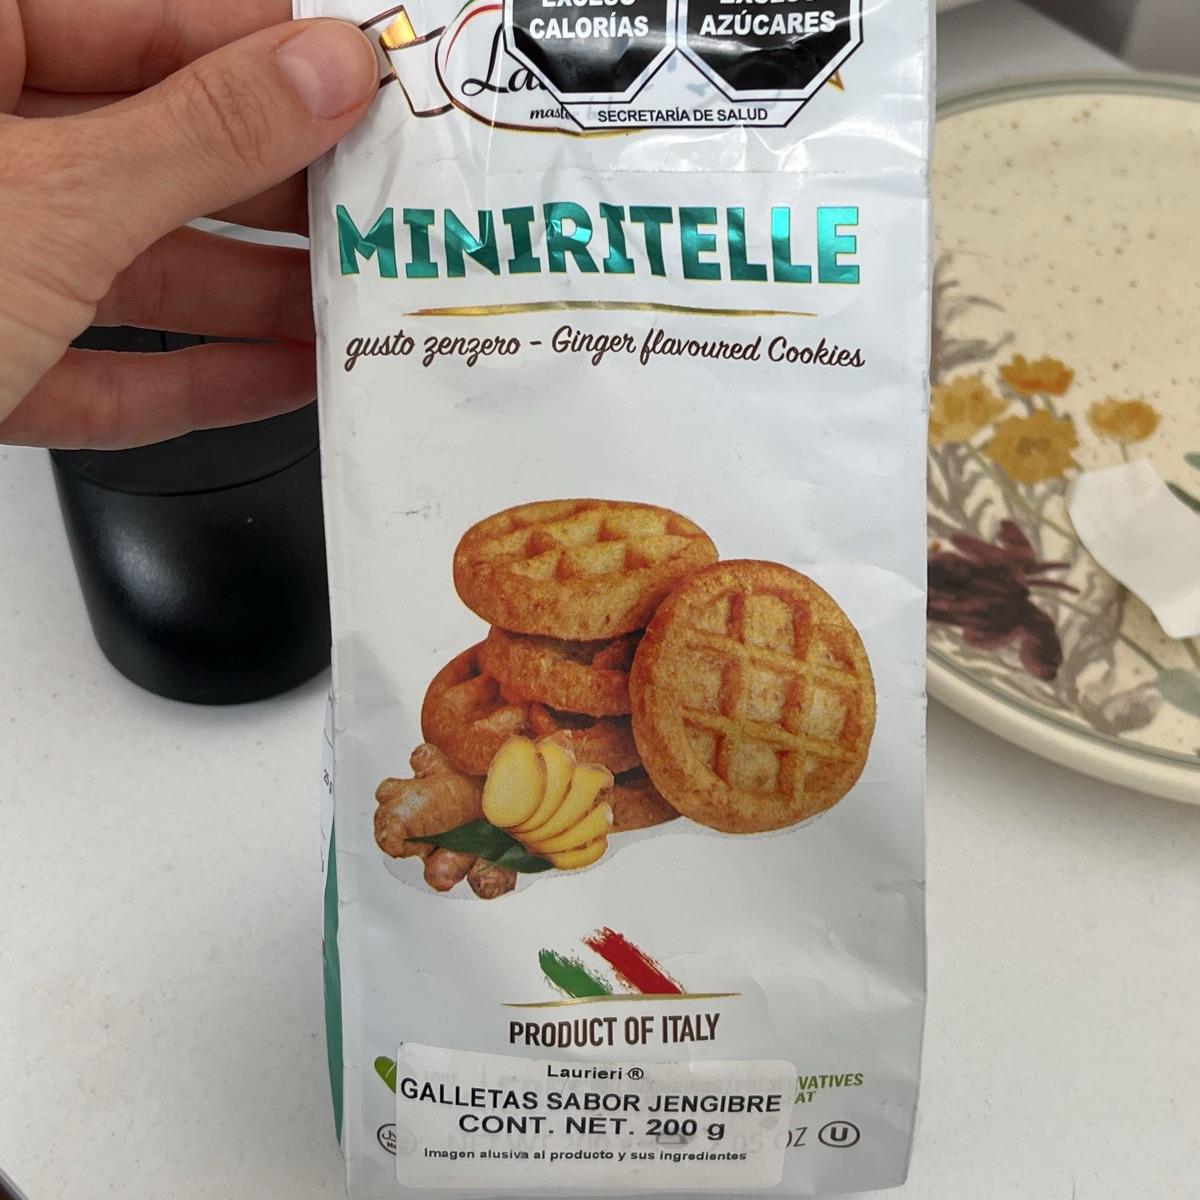 CALORÍAS
AZÚCARES
SECRETARÍA DE SALUD
MINIRITELLE
gusto zenzero - Ginger flavoured Cookies
PRODUCT OF ITALY
Laurieri ®
GALLETAS SABOR JENGIBRE
CONT. NET. 200 g
Imagen alusiva al producto y sus ingredientes
OZ U